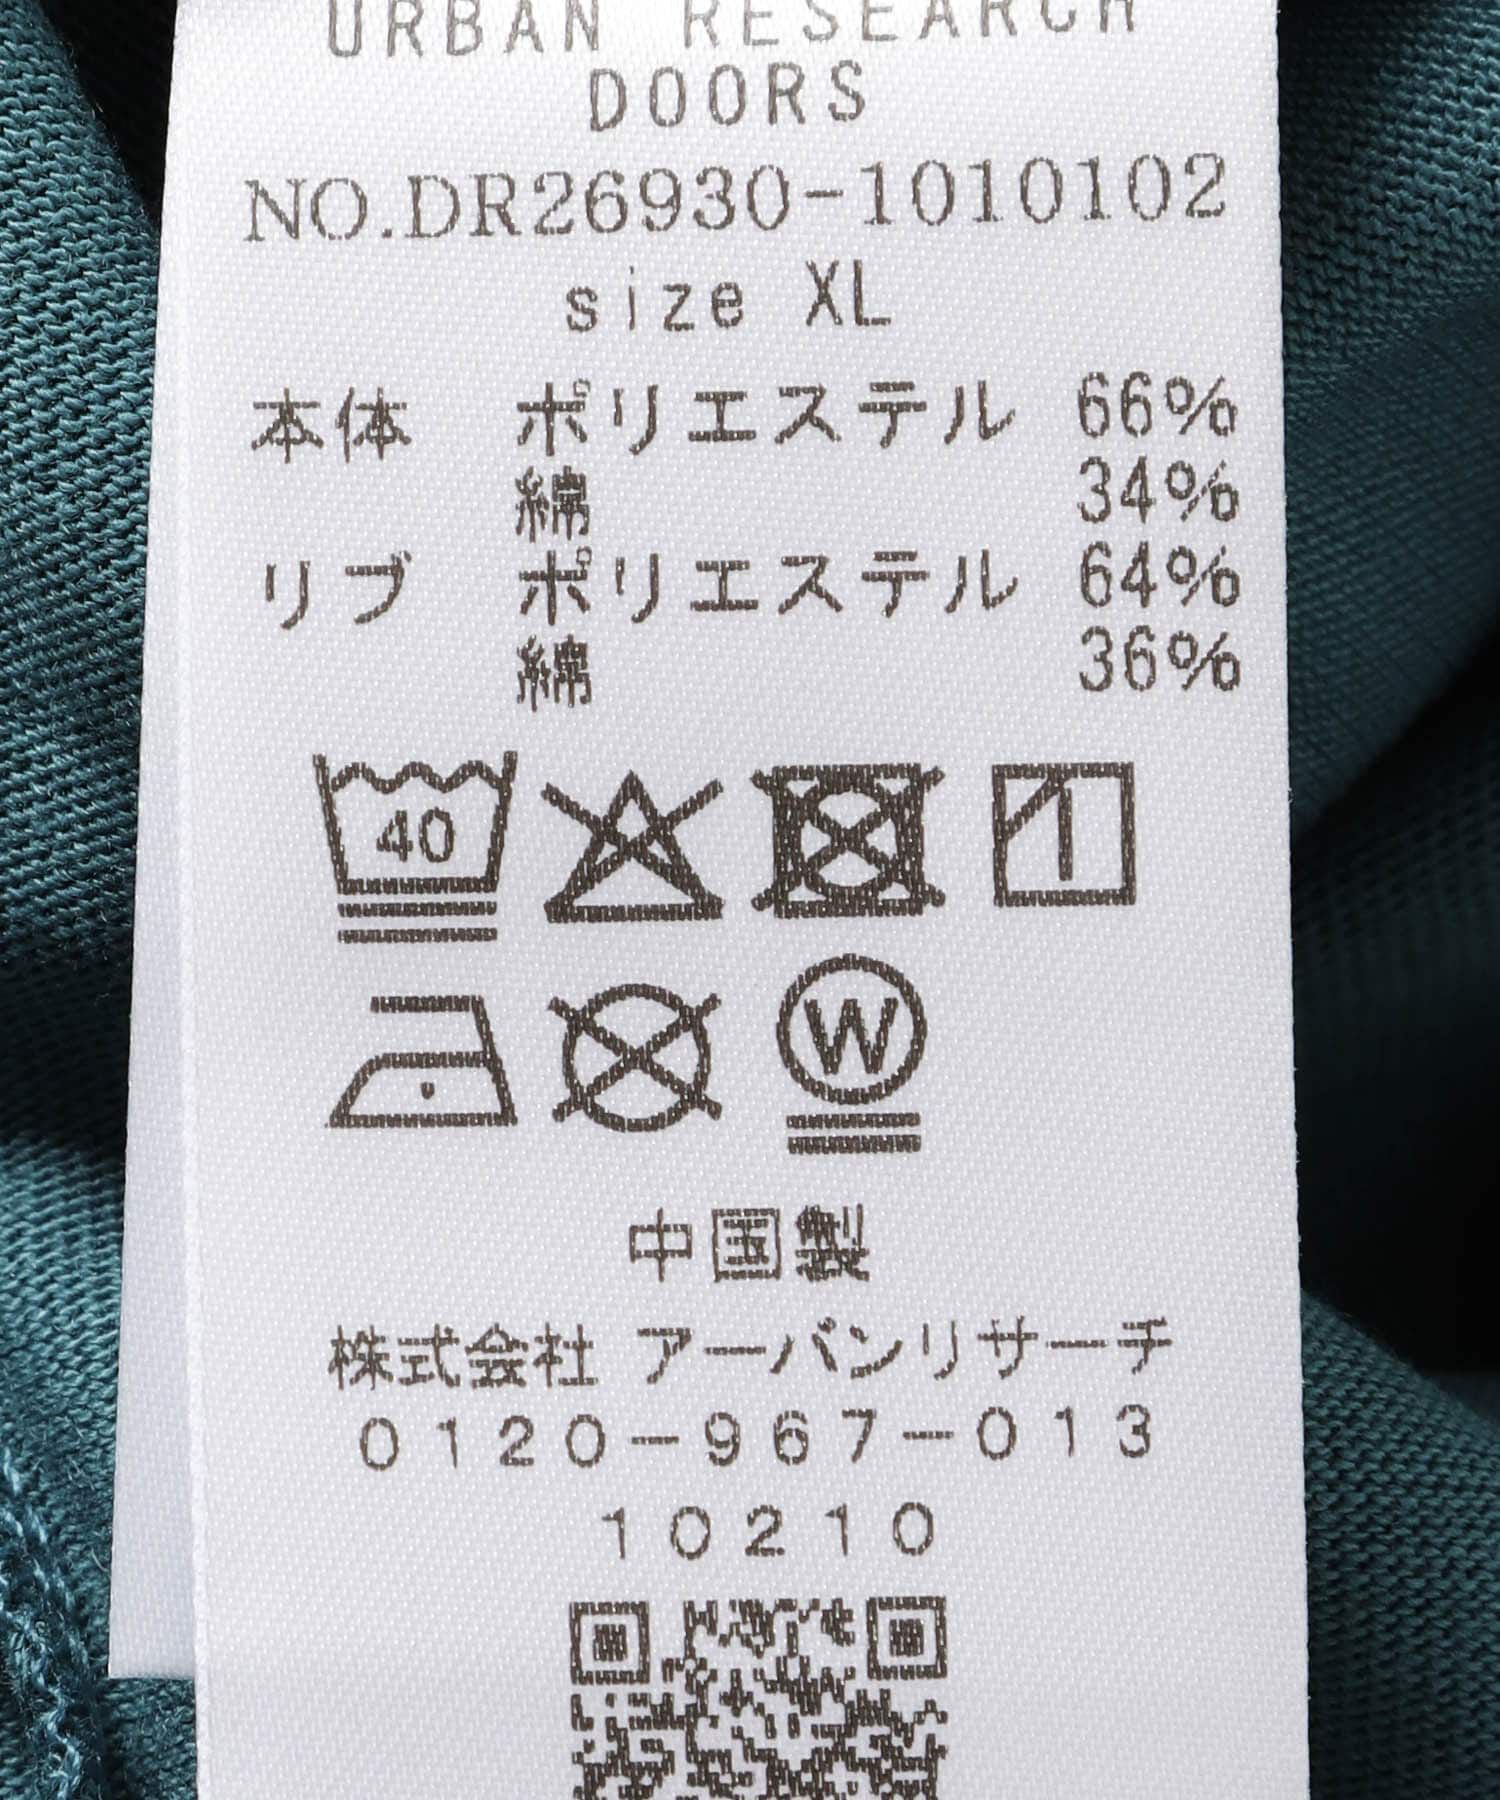 URBAN RESEARCH
DOORS
NO.DR26930-1010102
size XL
本体 ポリエステル 66%
綿 34%
リブ ポリエステル 64%
綿 36%
40
W
中国製
株式会社 アーバンリサーチ
0120-967-013
10210